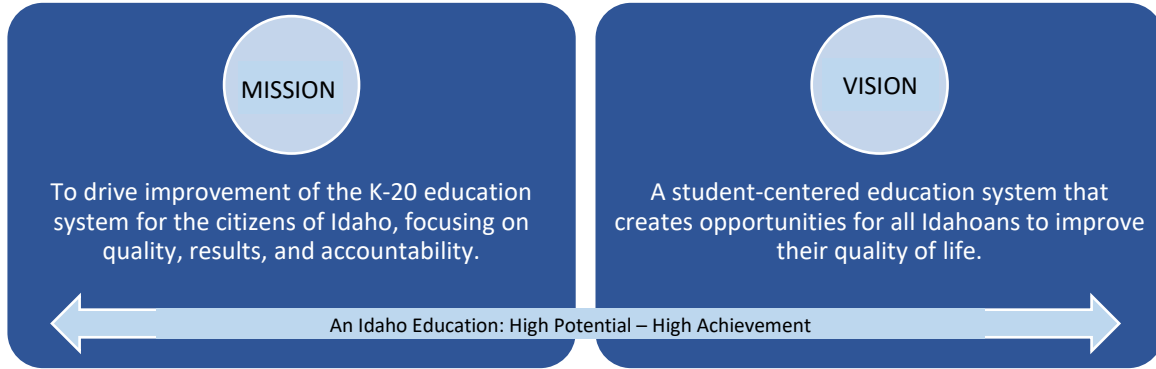 MISSION
To drive improvement of the K-20 education
system for the citizens of Idaho, focusing on
quality, results, and accountability.
VISION
A student-centered education system that
creates opportunities for all Idahoans to improve
their quality of life.
An Idaho Education: High Potential – High Achievement